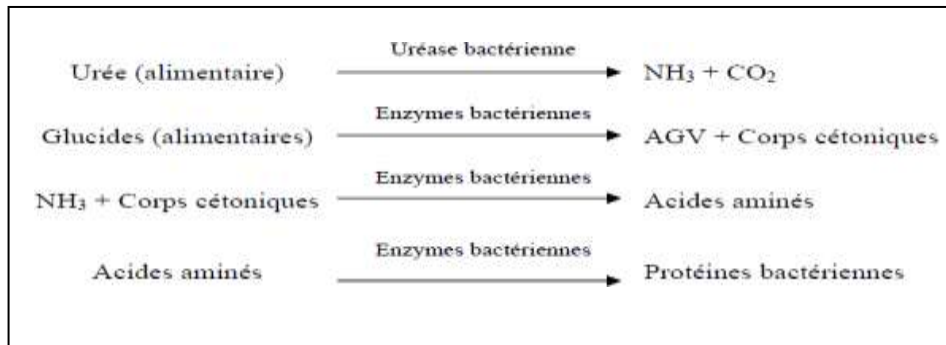 Uréase bactérienne
Urée (alimentaire) NH₃ + CO₂
Enzymes bactériennes
Glucides (alimentaires) AGV + Corps cétoniques
Enzymes bactériennes
NH₃ + Corps cétoniques Acides aminés
Enzymes bactériennes
Acides aminés Protéines bactériennes